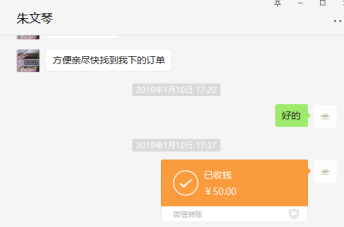 朱文琴
方便亲尽快找到我下的订单
2019年1月10日 17:20
好的
2019年1月10日 17:37
已收钱
￥50.00
微信转账